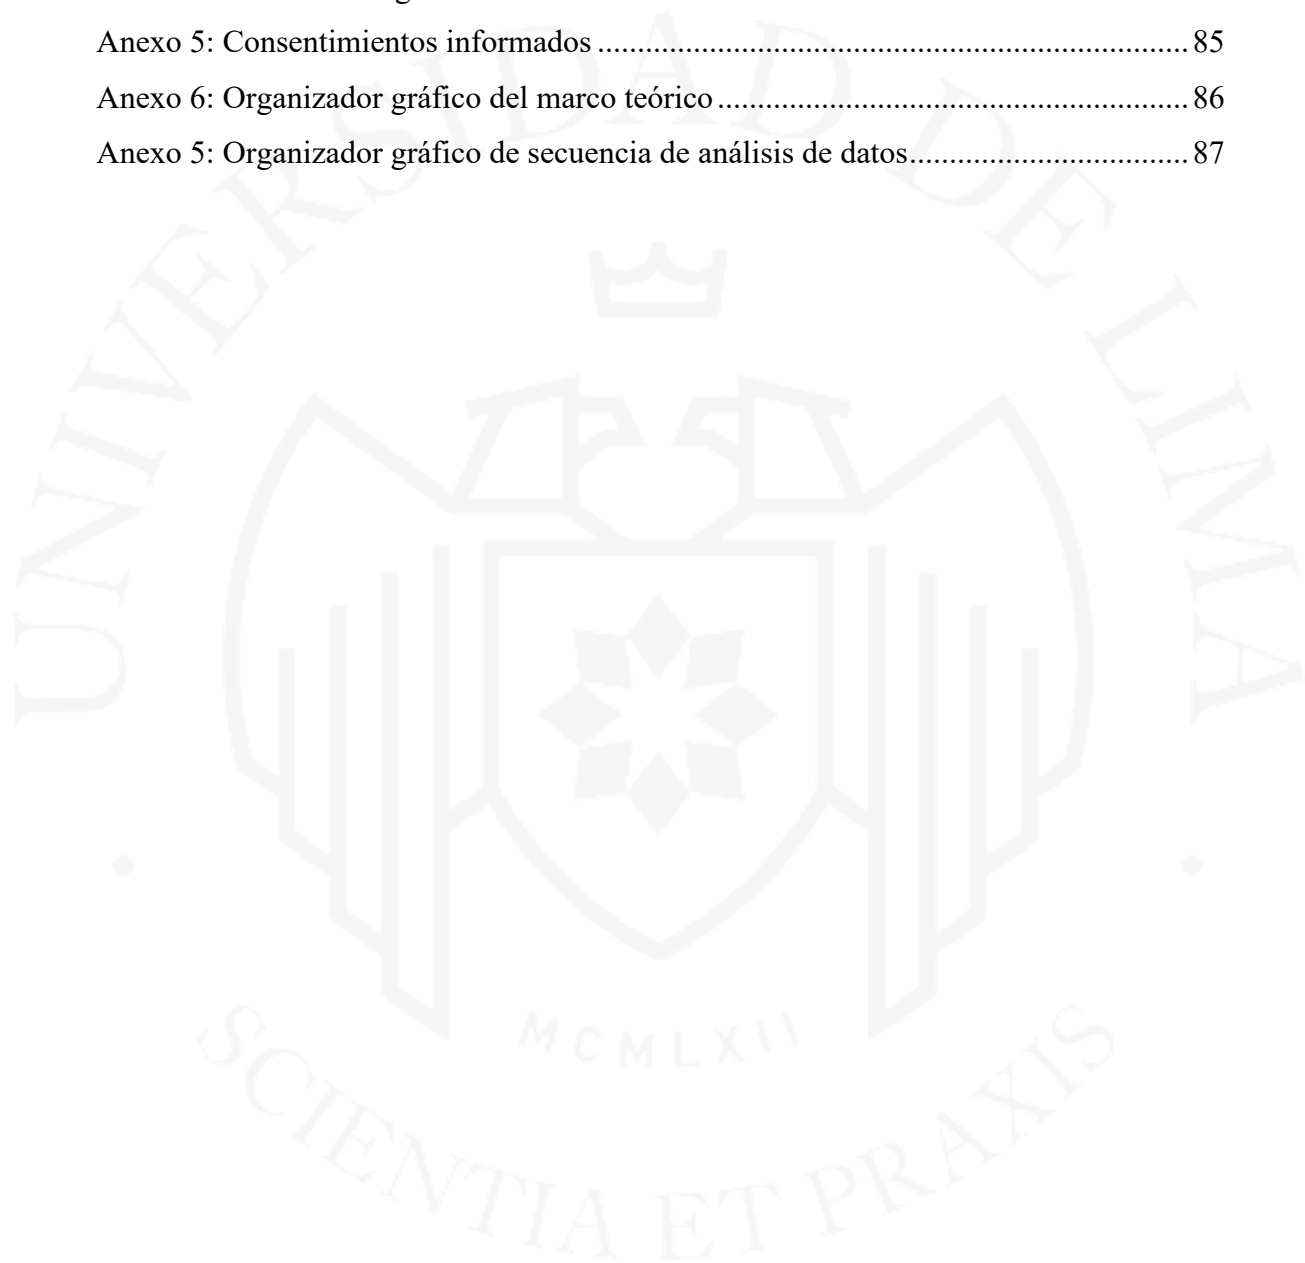 Anexo 5: Consentimientos informados ........................................................................... 85
Anexo 6: Organizador gráfico del marco teórico ............................................................ 86
Anexo 5: Organizador gráfico de secuencia de análisis de datos................................... 87
UNIVERSIDAD DE LIMA
MCMLXII
SCIENTIA ET PRAXIS